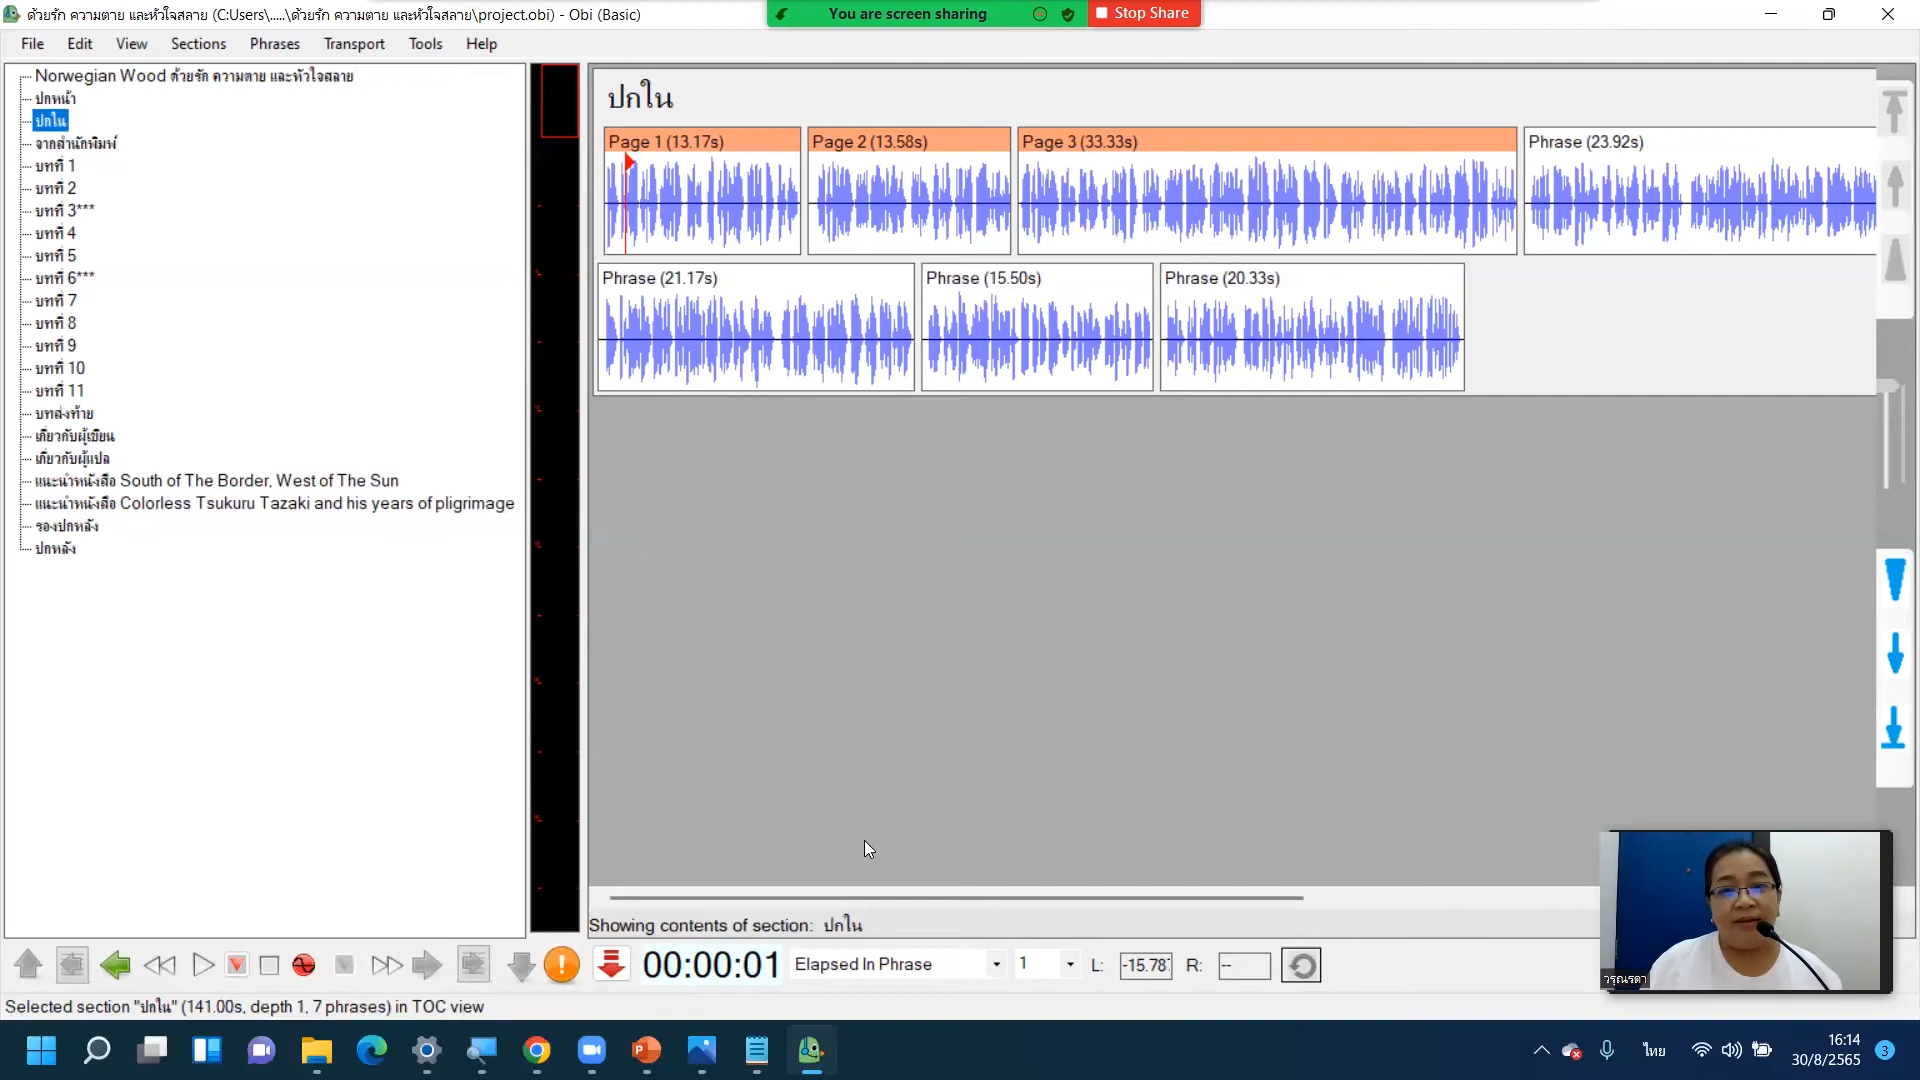 ด้วยรัก ความตาย และหัวใจสลาย (C:\Users\.....\ด้วยรัก ความตาย และหัวใจสลาย\project.obi) - Obi (Basic)
You are screen sharing
Stop Share
File Edit View Sections Phrases Transport Tools Help
Norwegian Wood ด้วยรัก ความตาย และหัวใจสลาย
ปกหน้า
ปกใน
จากสำนักพิมพ์
บทที่ 1
บทที่ 2
บทที่ 3***
บทที่ 4
บทที่ 5
บทที่ 6***
บทที่ 7
บทที่ 8
บทที่ 9
บทที่ 10
บทที่ 11
บทส่งท้าย
เกี่ยวกับผู้เขียน
เกี่ยวกับผู้แปล
แนะนำหนังสือ South of The Border, West of The Sun
แนะนำหนังสือ Colorless Tsukuru Tazaki and his years of pligrimage
รองปกหลัง
ปกหลัง
ปกใน
Page 1 (13.17s) Page 2 (13.58s) Page 3 (33.33s) Phrase (23.92s)
Phrase (21.17s) Phrase (15.50s) Phrase (20.33s)
Showing contents of section: ปกใน
00:00:01 Elapsed In Phrase 1 L: -15.78 R: --
วรุณรดา
Selected section "ปกใน" (141.00s, depth 1, 7 phrases) in TOC view
ไทย
16:14
30/8/2565
3